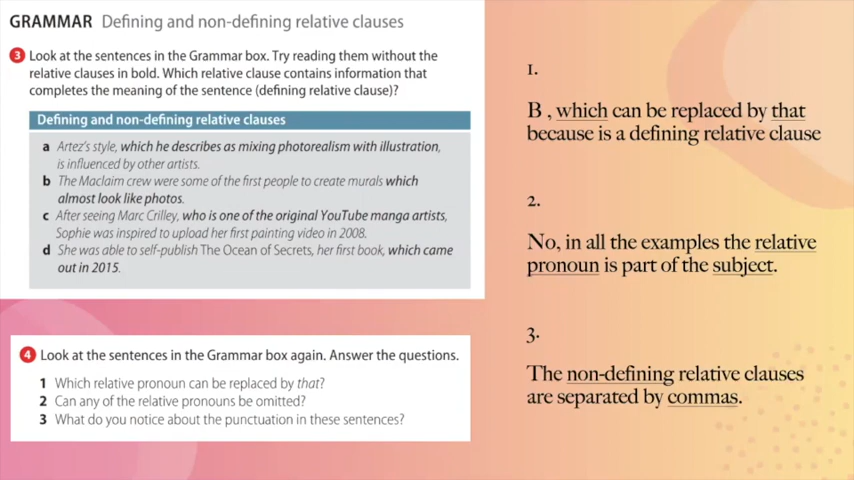 GRAMMAR Defining and non-defining relative clauses
3 Look at the sentences in the Grammar box. Try reading them without the
relative clauses in bold. Which relative clause contains information that
completes the meaning of the sentence (defining relative clause)?
Defining and non-defining relative clauses
a Artez's style, which he describes as mixing photorealism with illustration,
is influenced by other artists.
b The Maclaim crew were some of the first people to create murals which
almost look like photos.
c After seeing Marc Crilley, who is one of the original YouTube manga artists,
Sophie was inspired to upload her first painting video in 2008.
d She was able to self-publish The Ocean of Secrets, her first book, which came
out in 2015.
4 Look at the sentences in the Grammar box again. Answer the questions.
1 Which relative pronoun can be replaced by that?
2 Can any of the relative pronouns be omitted?
3 What do you notice about the punctuation in these sentences?
1.
B , which can be replaced by that
because is a defining relative clause
2.
No, in all the examples the relative
pronoun is part of the subject.
3.
The non-defining relative clauses
are separated by commas.